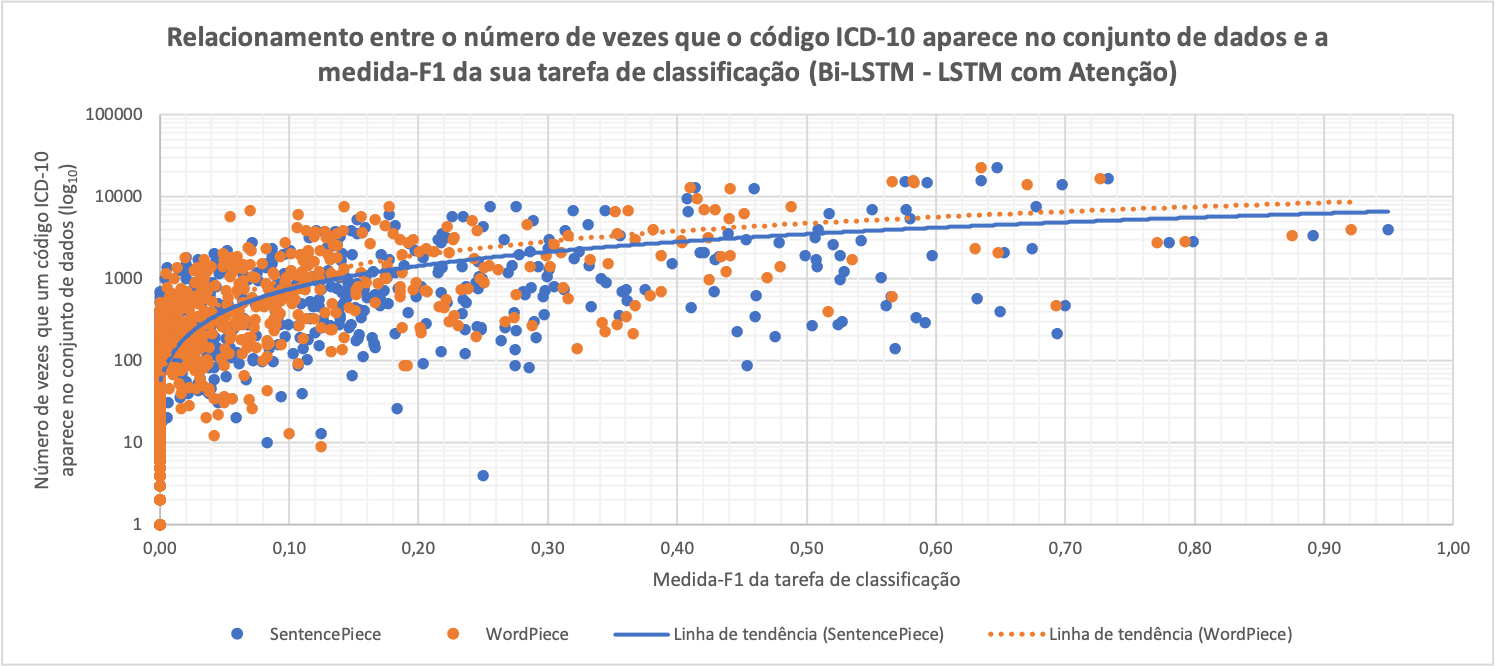 Relacionamento entre o número de vezes que o código ICD-10 aparece no conjunto de dados e a
medida-F1 da sua tarefa de classificação (Bi-LSTM - LSTM com Atenção)
Número de vezes que um código ICD-10
aparece no conjunto de dados (log₁₀)
100000
10000
1000
100
10
1
0,00 0,10 0,20 0,30 0,40 0,50 0,60 0,70 0,80 0,90 1,00
Medida-F1 da tarefa de classificação
SentencePiece WordPiece Linha de tendência (SentencePiece) Linha de tendência (WordPiece)